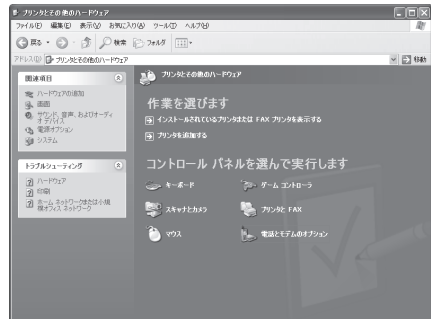 プリンタとその他のハードウェア
ファイル(F) 編集(E) 表示(V) お気に入り(A) ツール(T) ヘルプ(H)
戻る 検索 フォルダ
アドレス(D) プリンタとその他のハードウェア 移動
関連項目
ハードウェアの追加
画面
サウンド、音声、およびオーディオ デバイス
電源オプション
システム
トラブルシューティング
ハードウェア
印刷
ホーム ネットワークまたは小規模オフィス ネットワーク
プリンタとその他のハードウェア
作業を選びます
インストールされているプリンタまたは FAX プリンタを表示する
プリンタを追加する
コントロール パネルを選んで実行します
キーボード
ゲーム コントローラ
スキャナとカメラ
プリンタと FAX
マウス
電話とモデムのオプション